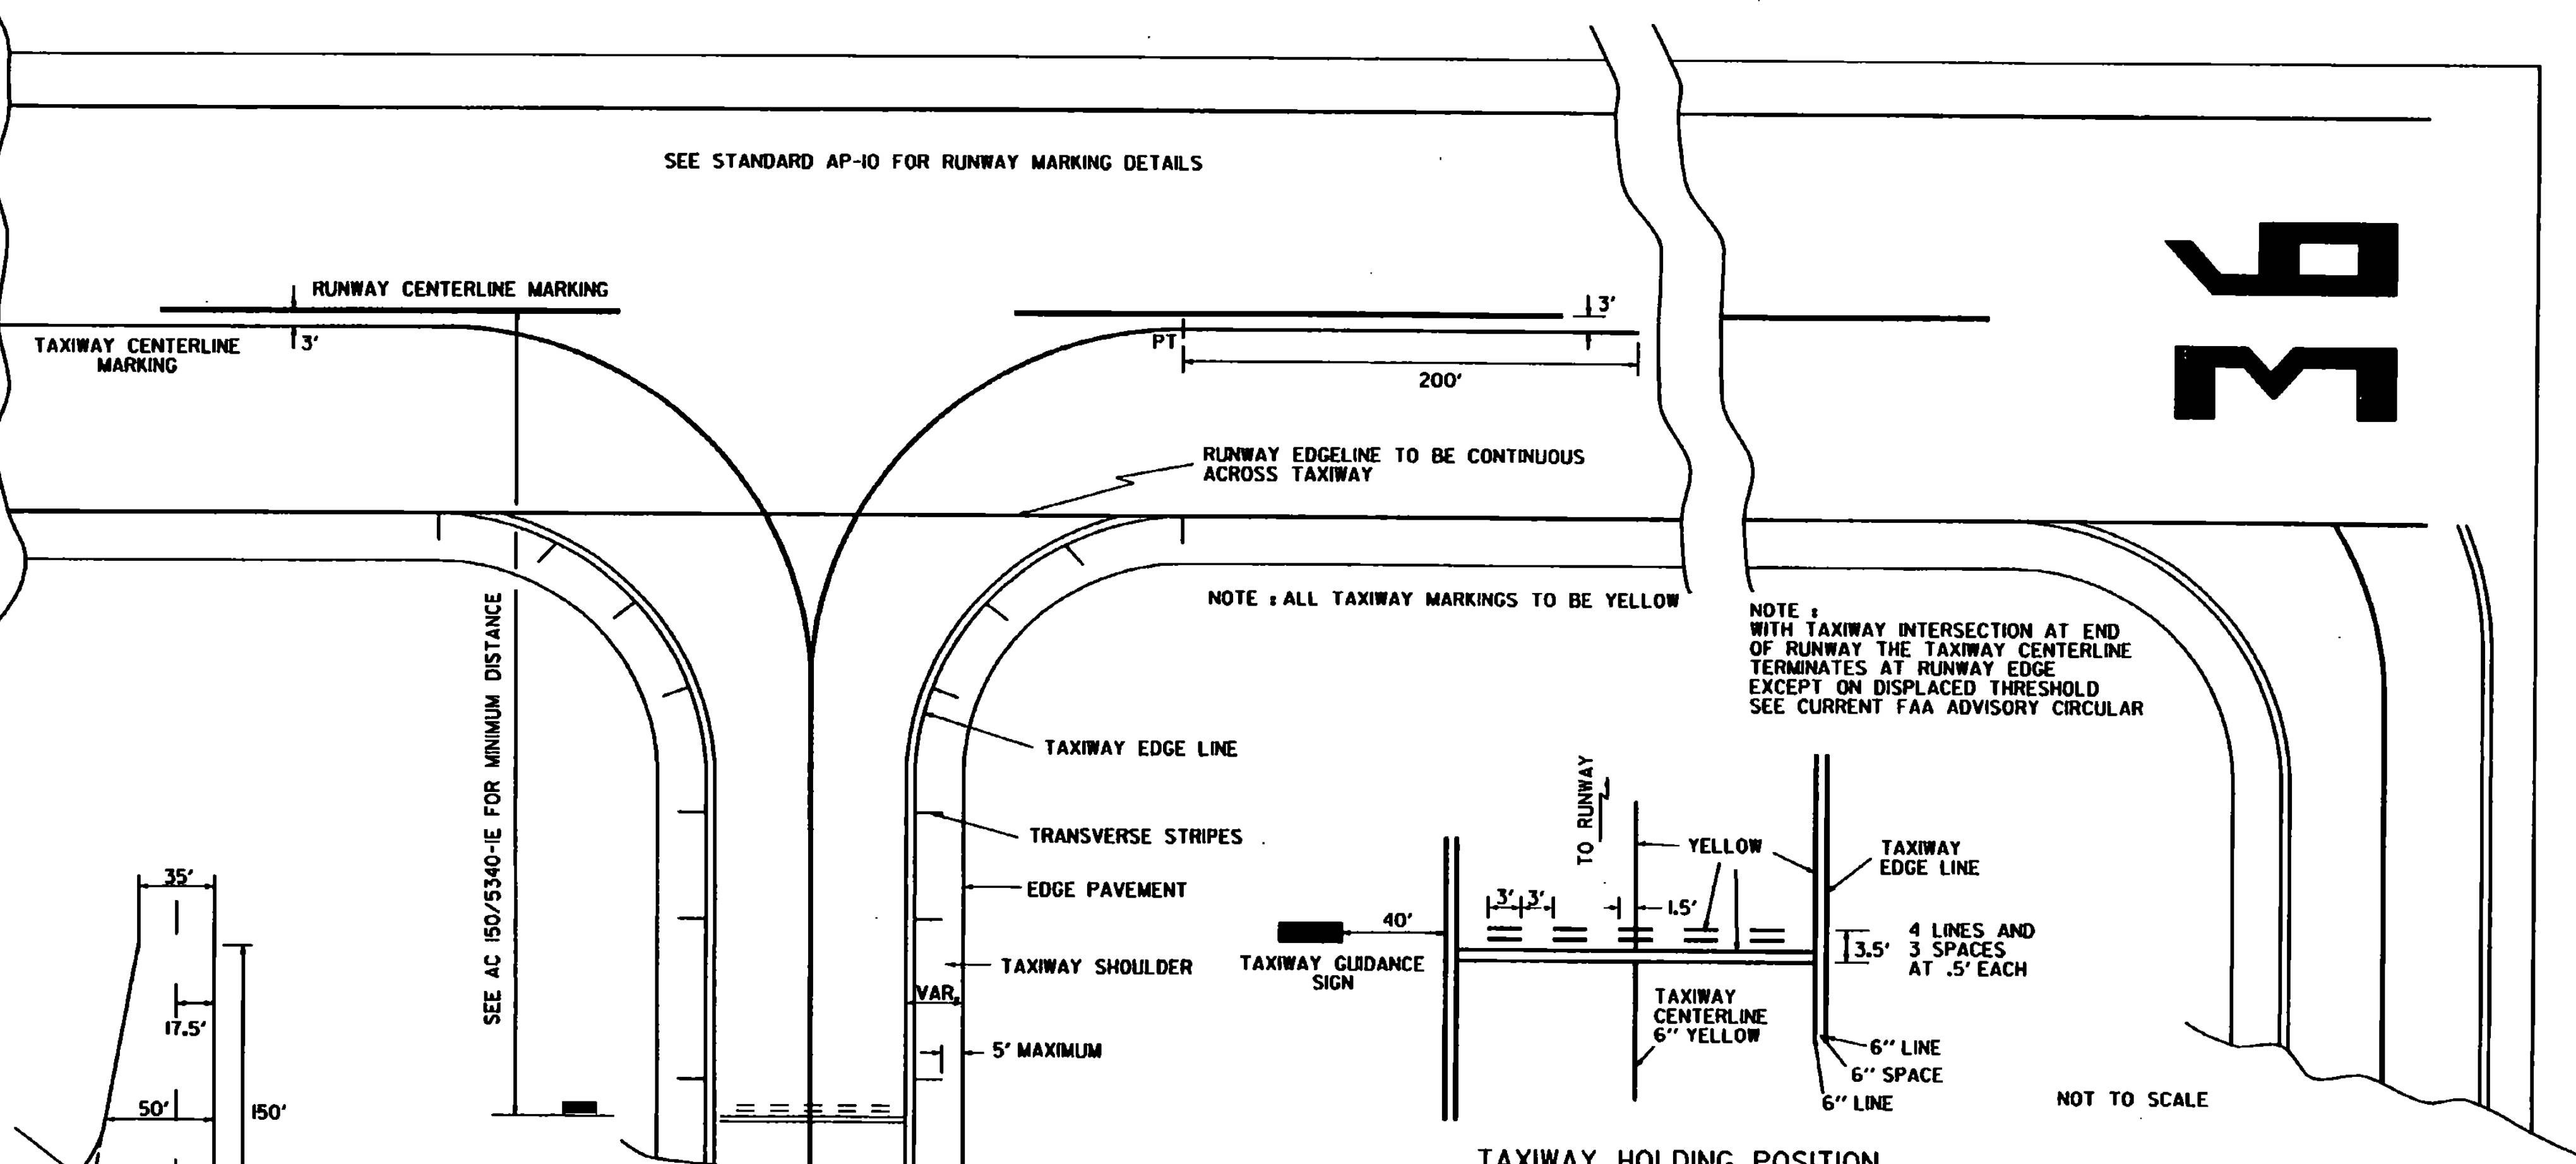 SEE STANDARD AP-10 FOR RUNWAY MARKING DETAILS
RUNWAY CENTERLINE MARKING
3'
TAXIWAY CENTERLINE
MARKING
3'
PT
200'
9
3
RUNWAY EDGELINE TO BE CONTINUOUS
ACROSS TAXIWAY
NOTE : ALL TAXIWAY MARKINGS TO BE YELLOW
NOTE :
WITH TAXIWAY INTERSECTION AT END
OF RUNWAY THE TAXIWAY CENTERLINE
TERMINATES AT RUNWAY EDGE
EXCEPT ON DISPLACED THRESHOLD
SEE CURRENT FAA ADVISORY CIRCULAR
SEE AC 150/5340-1E FOR MINIMUM DISTANCE
TAXIWAY EDGE LINE
TRANSVERSE STRIPES
EDGE PAVEMENT
TAXIWAY SHOULDER
VAR.
5' MAXIMUM
35'
17.5'
50'
150'
TO RUNWAY
YELLOW
TAXIWAY
EDGE LINE
3'
3'
1.5'
40'
TAXIWAY GUIDANCE
SIGN
3.5'
4 LINES AND
3 SPACES
AT .5' EACH
TAXIWAY
CENTERLINE
6" YELLOW
6" LINE
6" SPACE
6" LINE
NOT TO SCALE
TAXIWAY HOLDING POSITION